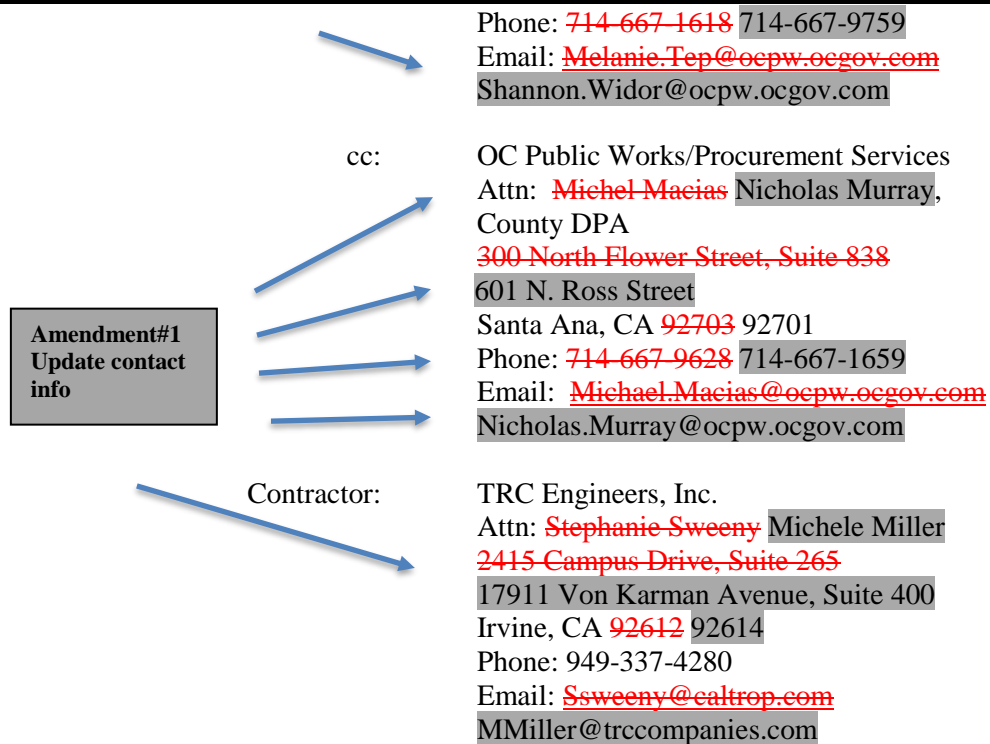 Phone: 714-667-1618 714-667-9759
Email: Melanie.Tep@ocpw.ocgov.com
Shannon.Widor@ocpw.ocgov.com
cc: OC Public Works/Procurement Services
Attn: Michel Macias Nicholas Murray,
County DPA
300 North Flower Street, Suite 838
601 N. Ross Street
Santa Ana, CA 92703 92701
Phone: 714-667-9628 714-667-1659
Email: Michael.Macias@ocpw.ocgov.com
Nicholas.Murray@ocpw.ocgov.com
Amendment#1
Update contact
info
Contractor: TRC Engineers, Inc.
Attn: Stephanie Sweeny Michele Miller
2415 Campus Drive, Suite 265
17911 Von Karman Avenue, Suite 400
Irvine, CA 92612 92614
Phone: 949-337-4280
Email: Ssweeny@caltrop.com
MMiller@trccompanies.com